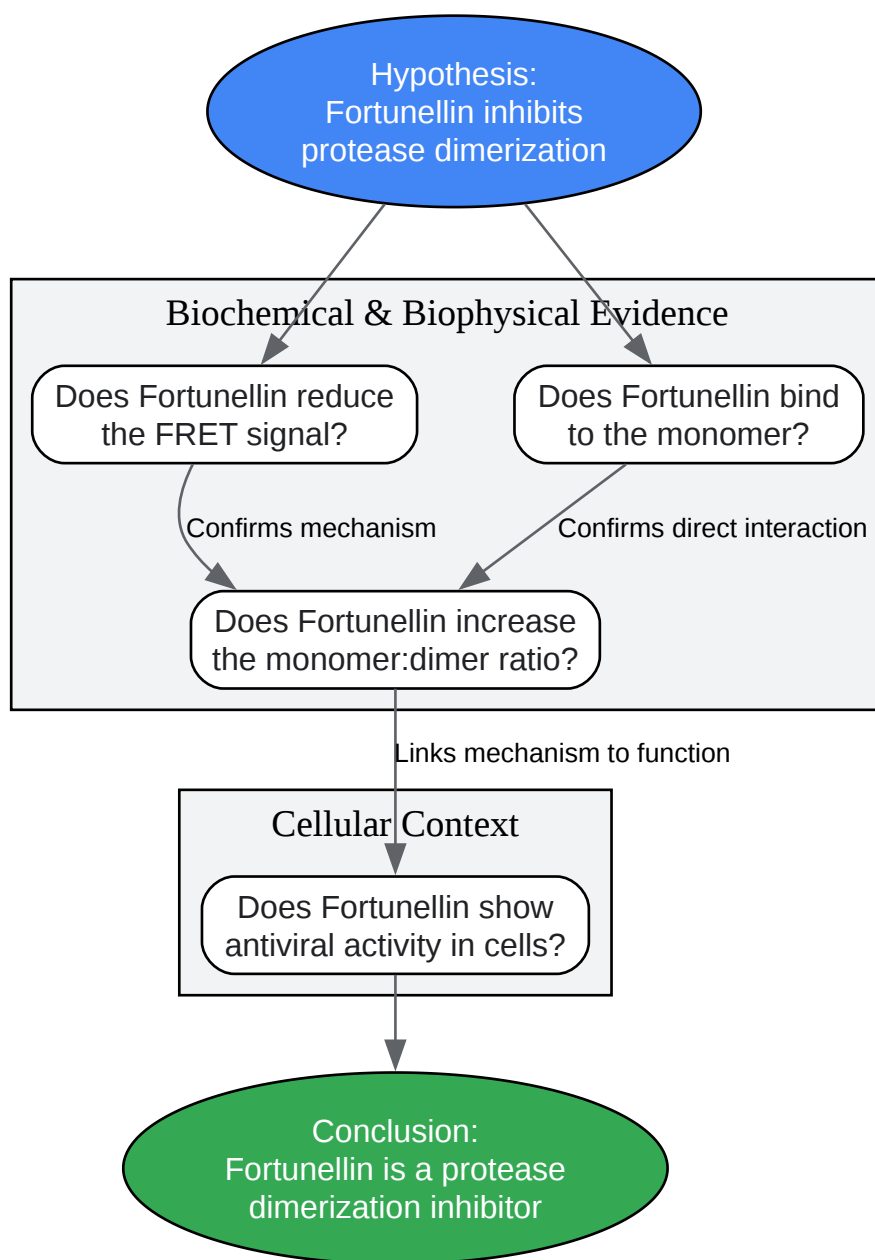 Hypothesis:
Fortunellin inhibits
protease dimerization
Biochemical & Biophysical Evidence
Does Fortunellin reduce
the FRET signal?
Does Fortunellin bind
to the monomer?
Confirms mechanism
Confirms direct interaction
Does Fortunellin increase
the monomer:dimer ratio?
Links mechanism to function
Cellular Context
Does Fortunellin show
antiviral activity in cells?
Conclusion:
Fortunellin is a protease
dimerization inhibitor